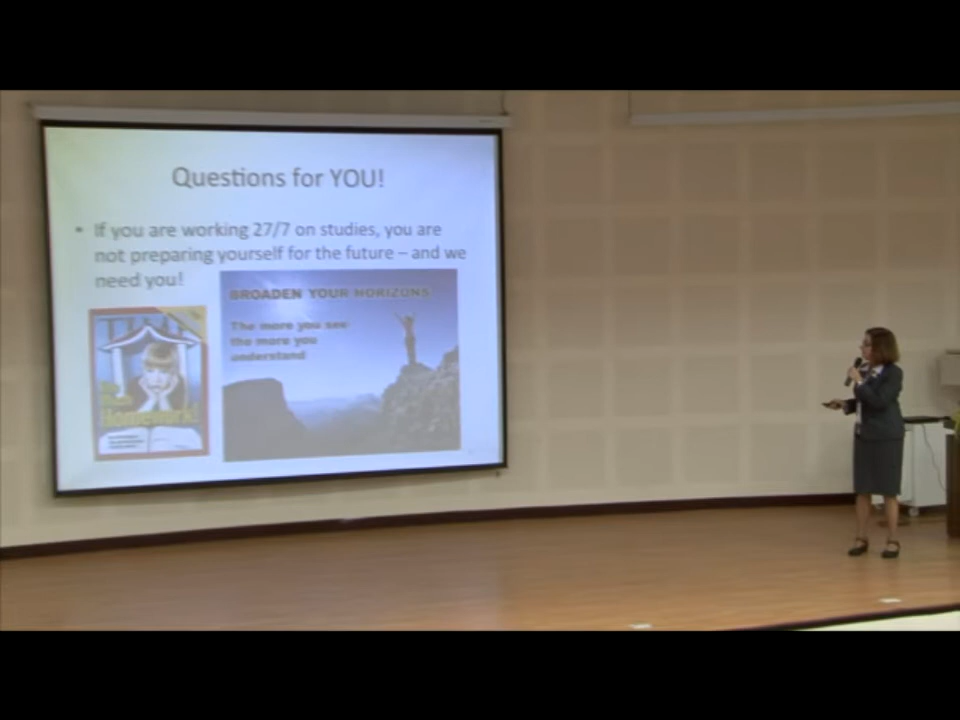 Questions for YOU!
• If you are working 27/7 on studies, you are
not preparing yourself for the future – and we
need you!
BROADEN YOUR HORIZONS
The more you see
the more you
understand
TIME
Homework!